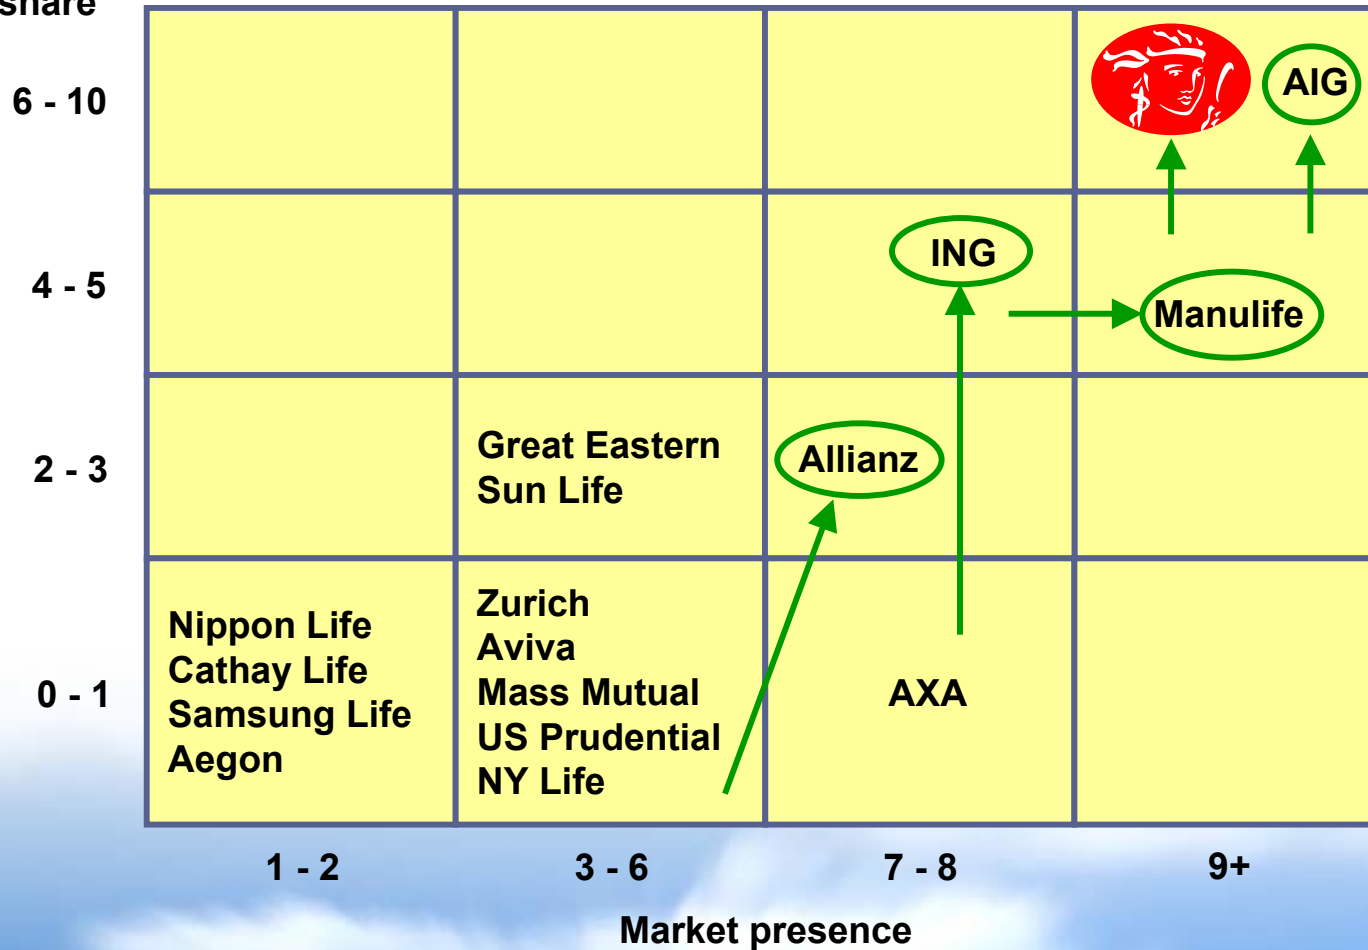 share
6 - 10
AIG
4 - 5
ING
Manulife
2 - 3
Great Eastern
Sun Life
Allianz
0 - 1
Nippon Life
Cathay Life
Samsung Life
Aegon
Zurich
Aviva
Mass Mutual
US Prudential
NY Life
AXA
1 - 2
3 - 6
7 - 8
9+
Market presence